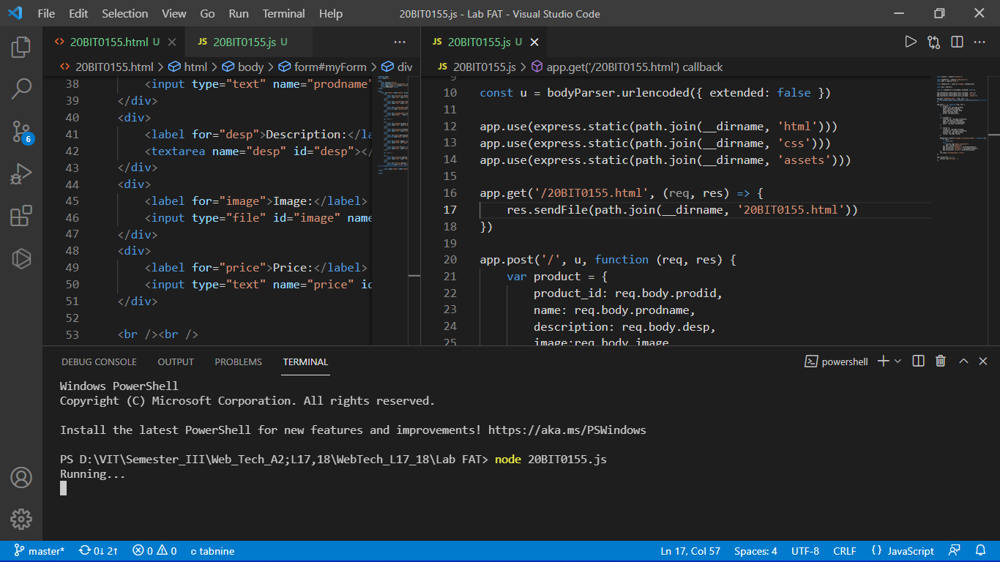 File Edit Selection View Go Run Terminal Help 20BIT0155.js - Lab FAT - Visual Studio Code
<> 20BIT0155.html U × JS 20BIT0155.js U ...
<> 20BIT0155.html > html > body > form#myForm > div
38 <input type="text" name="prodname"
39 </div>
40 <div>
41 <label for="desp">Description:</la
42 <textarea name="desp" id="desp"></
43 </div>
44 <div>
45 <label for="image">Image:</label>
46 <input type="file" id="image" name
47 </div>
48 <div>
49 <label for="price">Price:</label>
50 <input type="text" name="price" id
51 </div>
52
53 <br /><br />
JS 20BIT0155.js U × ...
JS 20BIT0155.js > app.get('/20BIT0155.html') callback
9
10 const u = bodyParser.urlencoded({ extended: false })
11
12 app.use(express.static(path.join(__dirname, 'html')))
13 app.use(express.static(path.join(__dirname, 'css')))
14 app.use(express.static(path.join(__dirname, 'assets')))
15
16 app.get('/20BIT0155.html', (req, res) => {
17 res.sendFile(path.join(__dirname, '20BIT0155.html'))
18 })
19
20 app.post('/', u, function (req, res) {
21 var product = {
22 product_id: req.body.prodid,
23 name: req.body.prodname,
24 description: req.body.desp,
25 image:req.body.image
6
DEBUG CONSOLE OUTPUT PROBLEMS TERMINAL powershell
Windows PowerShell
Copyright (C) Microsoft Corporation. All rights reserved.
Install the latest PowerShell for new features and improvements! https://aka.ms/PSWindows
PS D:\VIT\Semester_III\Web_Tech_A2;L17,18\WebTech_L17_18\Lab FAT> node 20BIT0155.js
Running...
master* 0↓ 2↑ 0 0 tabnine Ln 17, Col 57 Spaces: 4 UTF-8 CRLF {} JavaScript